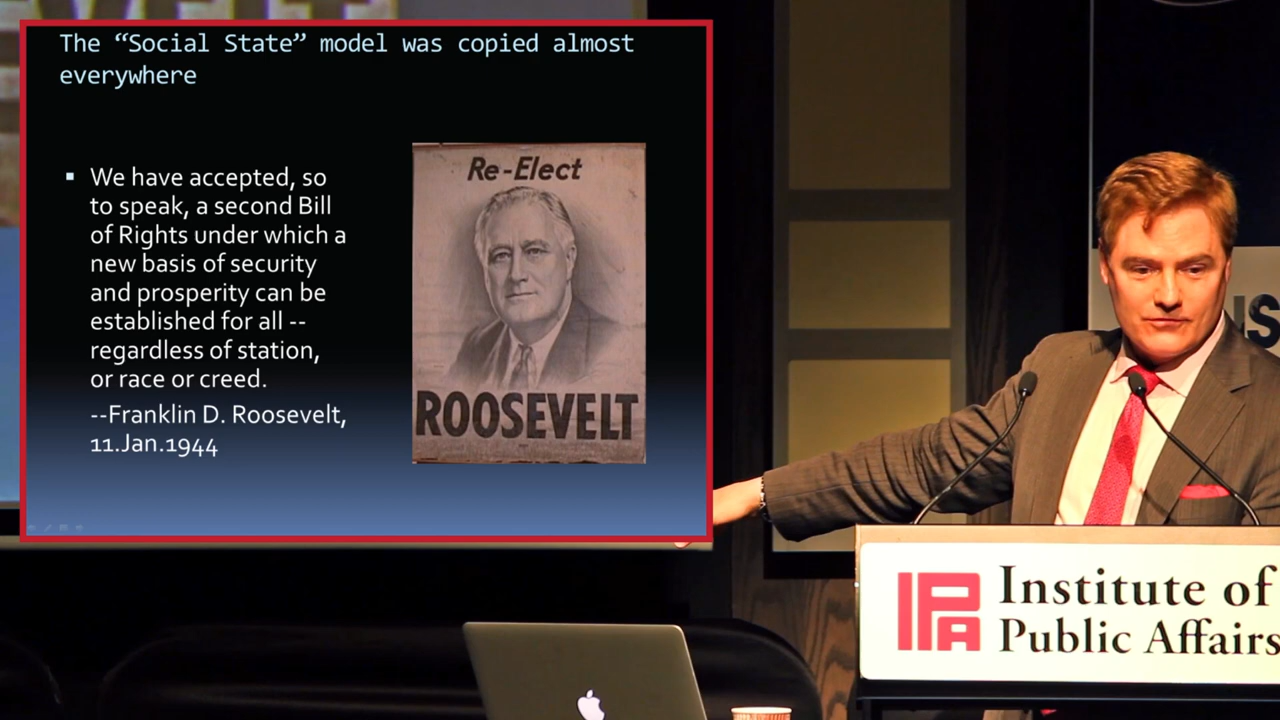 The “Social State” model was copied almost
everywhere
▪ We have accepted, so
to speak, a second Bill
of Rights under which a
new basis of security
and prosperity can be
established for all --
regardless of station,
or race or creed.
--Franklin D. Roosevelt,
11.Jan.1944
Re-Elect
ROOSEVELT
IPA
Institute of
Public Affairs